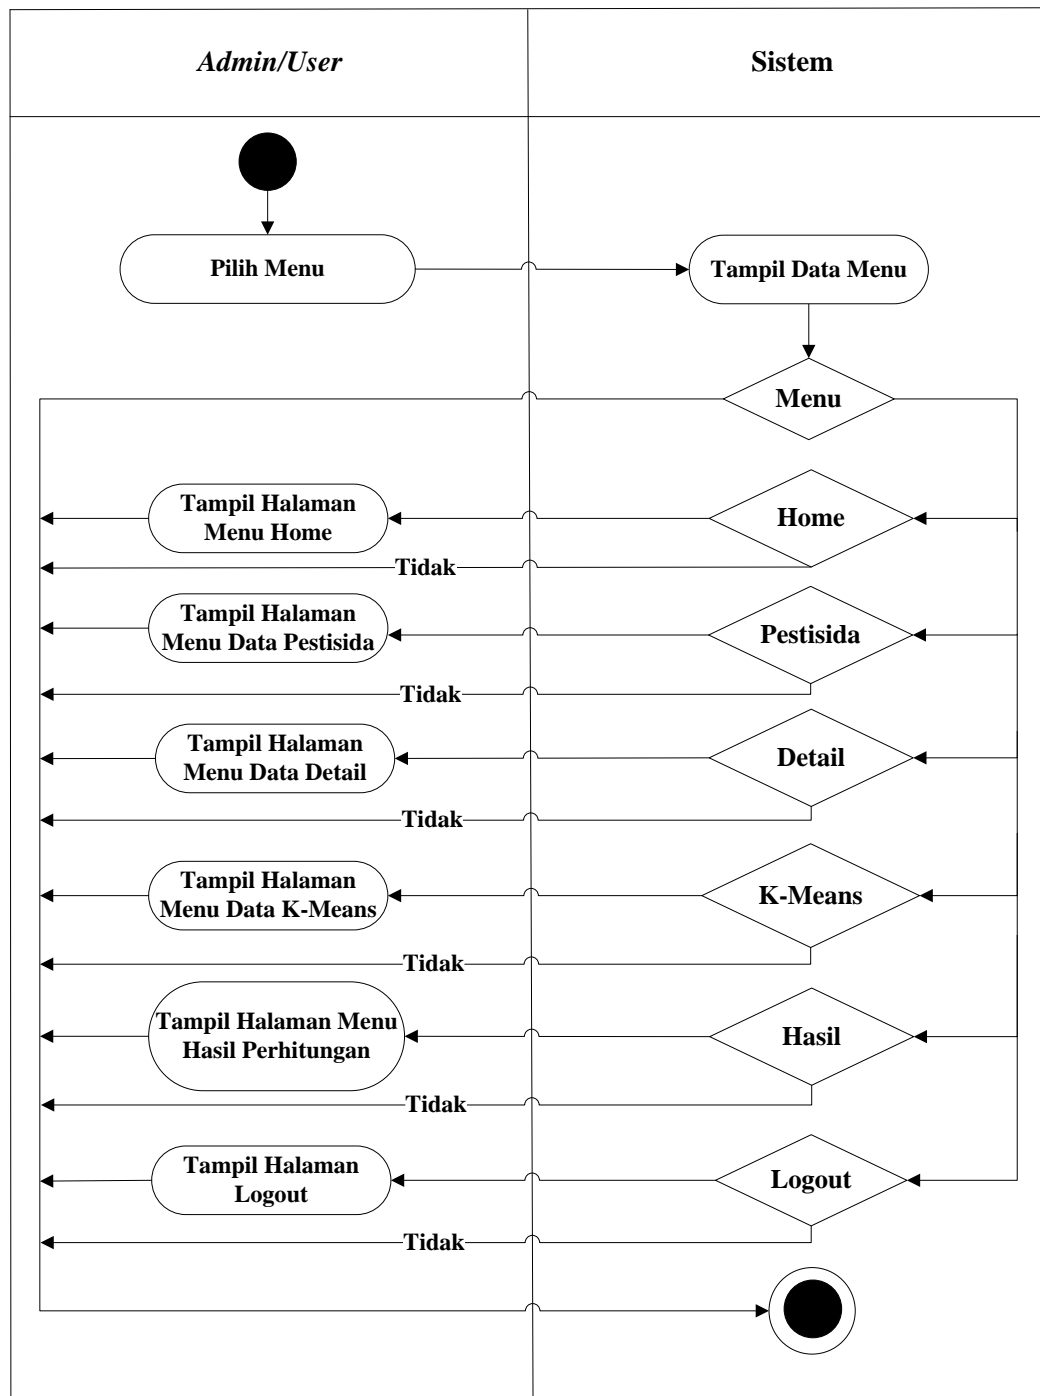 Admin/User
Sistem
Pilih Menu
Tampil Data Menu
Menu
Tampil Halaman
Menu Home
Home
Tidak
Tampil Halaman
Menu Data Pestisida
Pestisida
Tidak
Tampil Halaman
Menu Data Detail
Detail
Tidak
Tampil Halaman
Menu Data K-Means
K-Means
Tidak
Tampil Halaman Menu
Hasil Perhitungan
Hasil
Tidak
Tampil Halaman
Logout
Logout
Tidak